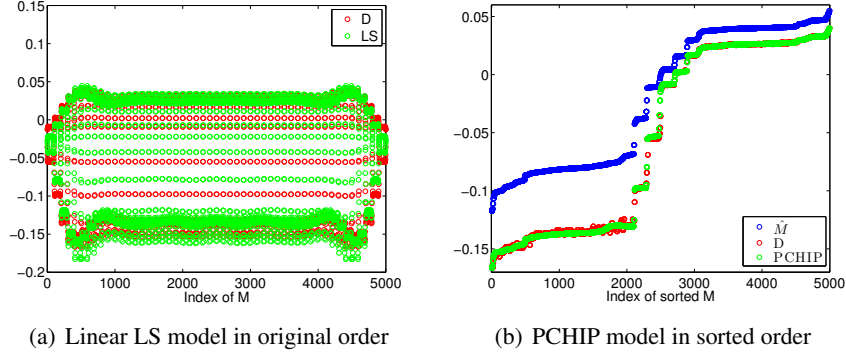 0.15
0.1
0.05
0
−0.05
−0.1
−0.15
−0.2
0 1000 2000 3000 4000 5000
Index of M
D
LS
(a) Linear LS model in original order
0.05
0
−0.05
−0.1
−0.15
0 1000 2000 3000 4000 5000
Index of sorted M
M̂
D
PCHIP
(b) PCHIP model in sorted order